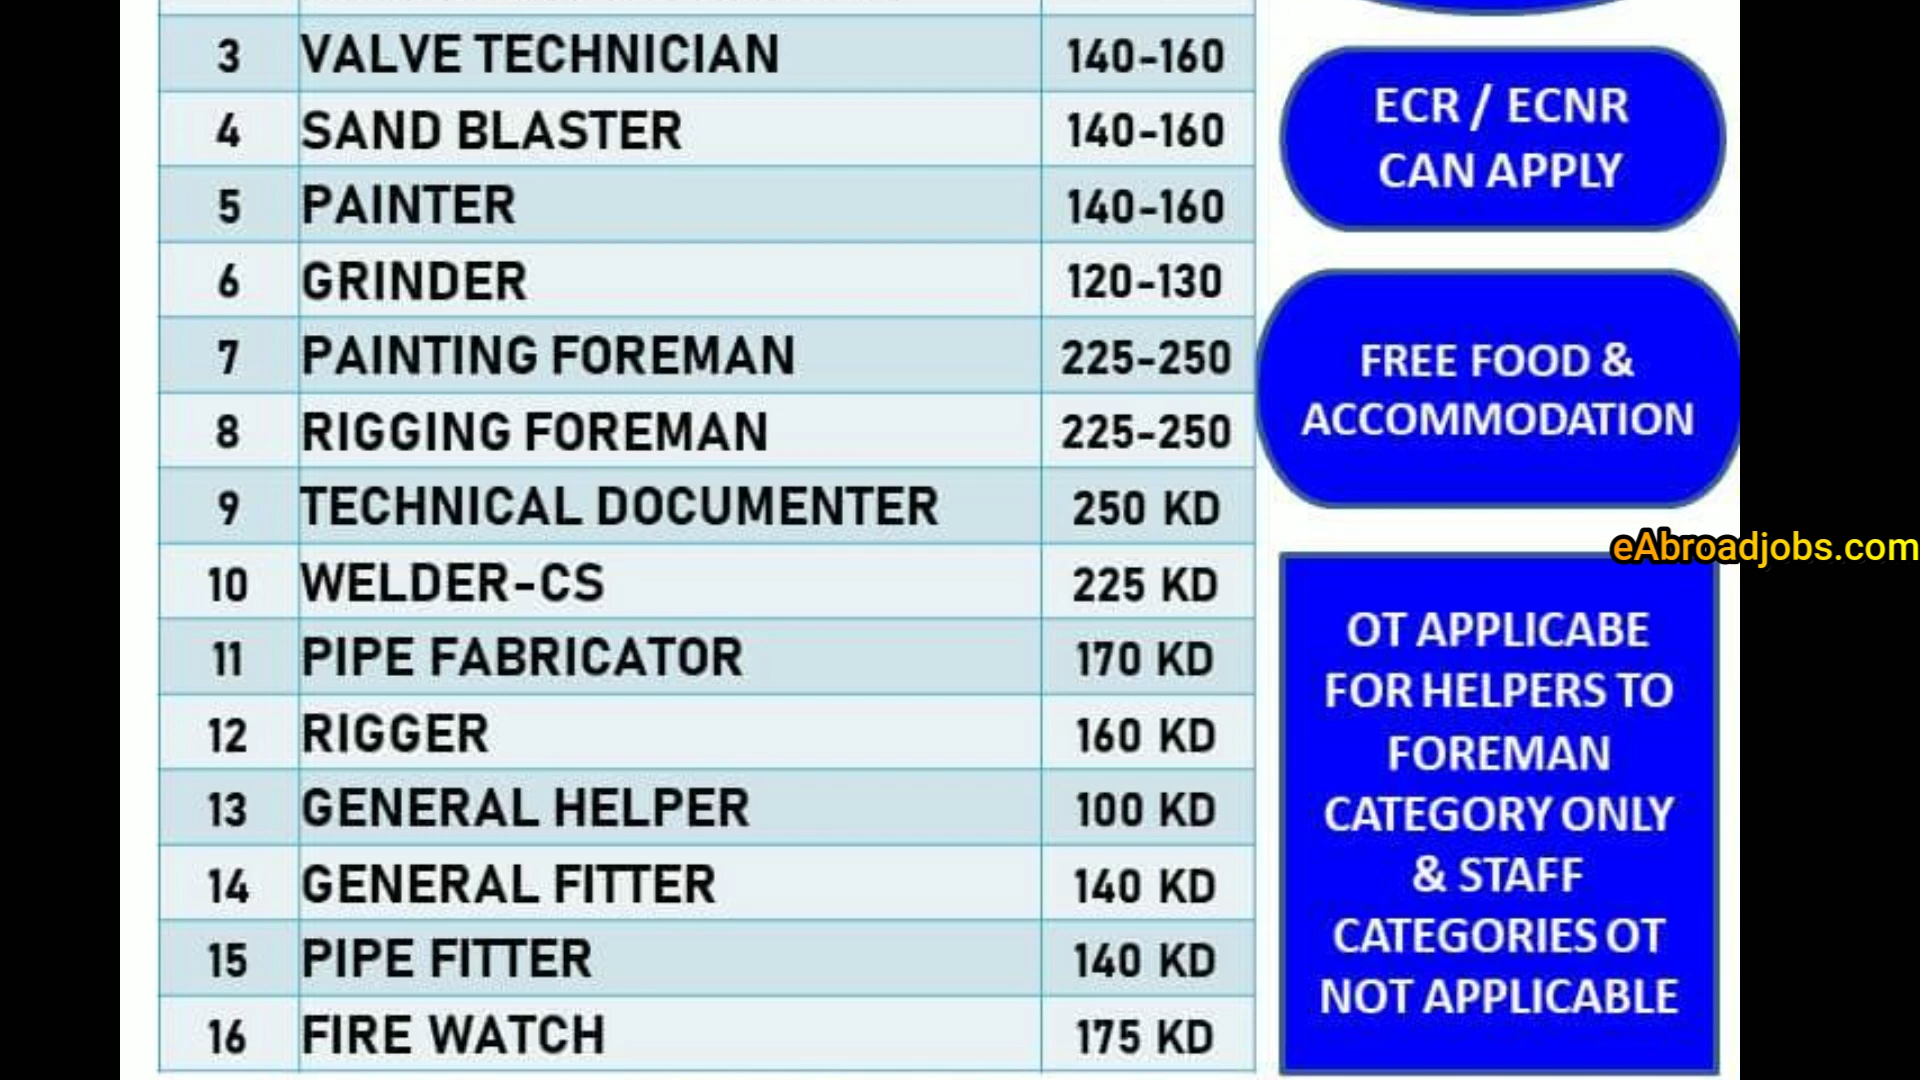 3 VALVE TECHNICIAN 140-160
4 SAND BLASTER 140-160
5 PAINTER 140-160
6 GRINDER 120-130
7 PAINTING FOREMAN 225-250
8 RIGGING FOREMAN 225-250
9 TECHNICAL DOCUMENTER 250 KD
10 WELDER-CS 225 KD
11 PIPE FABRICATOR 170 KD
12 RIGGER 160 KD
13 GENERAL HELPER 100 KD
14 GENERAL FITTER 140 KD
15 PIPE FITTER 140 KD
16 FIRE WATCH 175 KD
ECR / ECNR
CAN APPLY
FREE FOOD &
ACCOMMODATION
eAbroadjobs.com
OT APPLICABE
FOR HELPERS TO
FOREMAN
CATEGORY ONLY
& STAFF
CATEGORIES OT
NOT APPLICABLE